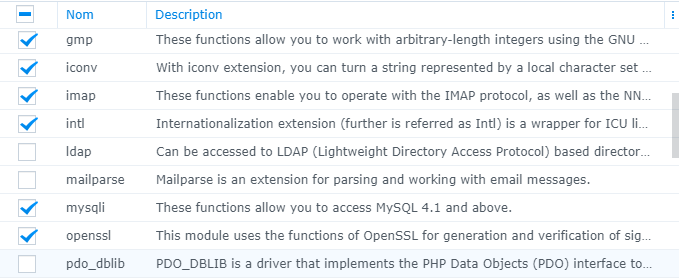 Nom Description
gmp These functions allow you to work with arbitrary-length integers using the GNU ...
iconv With iconv extension, you can turn a string represented by a local character set ...
imap These functions enable you to operate with the IMAP protocol, as well as the NN...
intl Internationalization extension (further is referred as Intl) is a wrapper for ICU li...
ldap Can be accessed to LDAP (Lightweight Directory Access Protocol) based director...
mailparse Mailparse is an extension for parsing and working with email messages.
mysqli These functions allow you to access MySQL 4.1 and above.
openssl This module uses the functions of OpenSSL for generation and verification of sig...
pdo_dblib PDO_DBLIB is a driver that implements the PHP Data Objects (PDO) interface to...